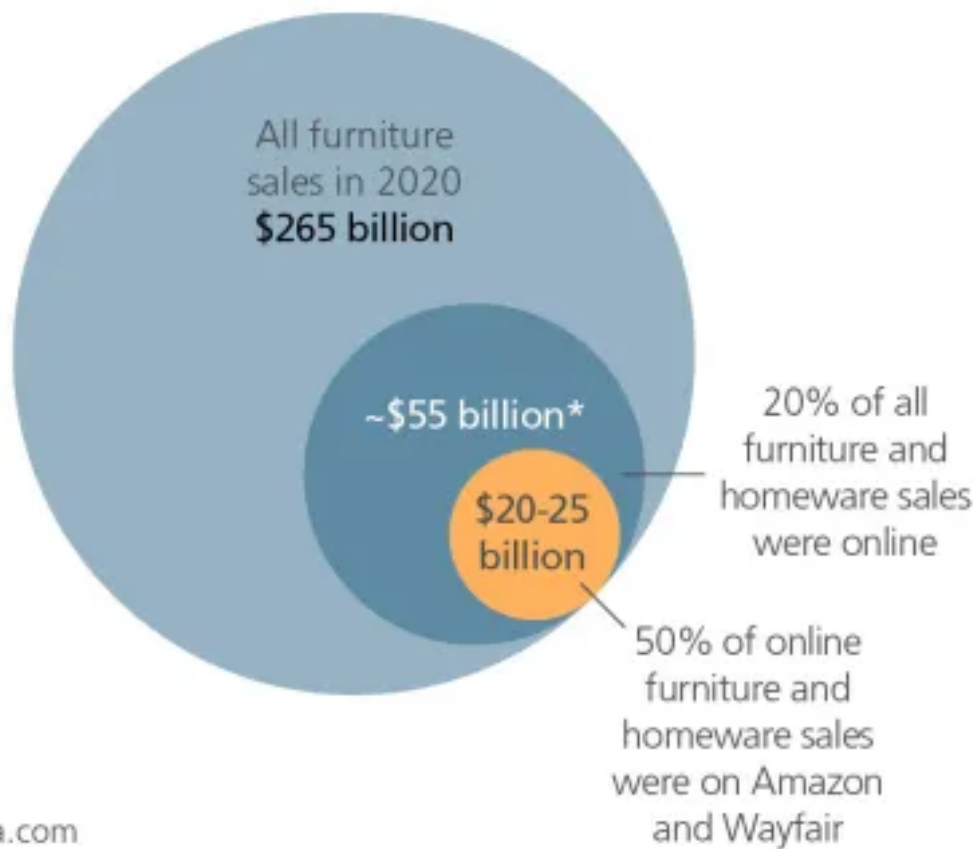 All furniture
sales in 2020
$265 billion
~$55 billion*
$20-25
billion
20% of all
furniture and
homeware sales
were online
50% of online
furniture and
homeware sales
were on Amazon
and Wayfair
a.com